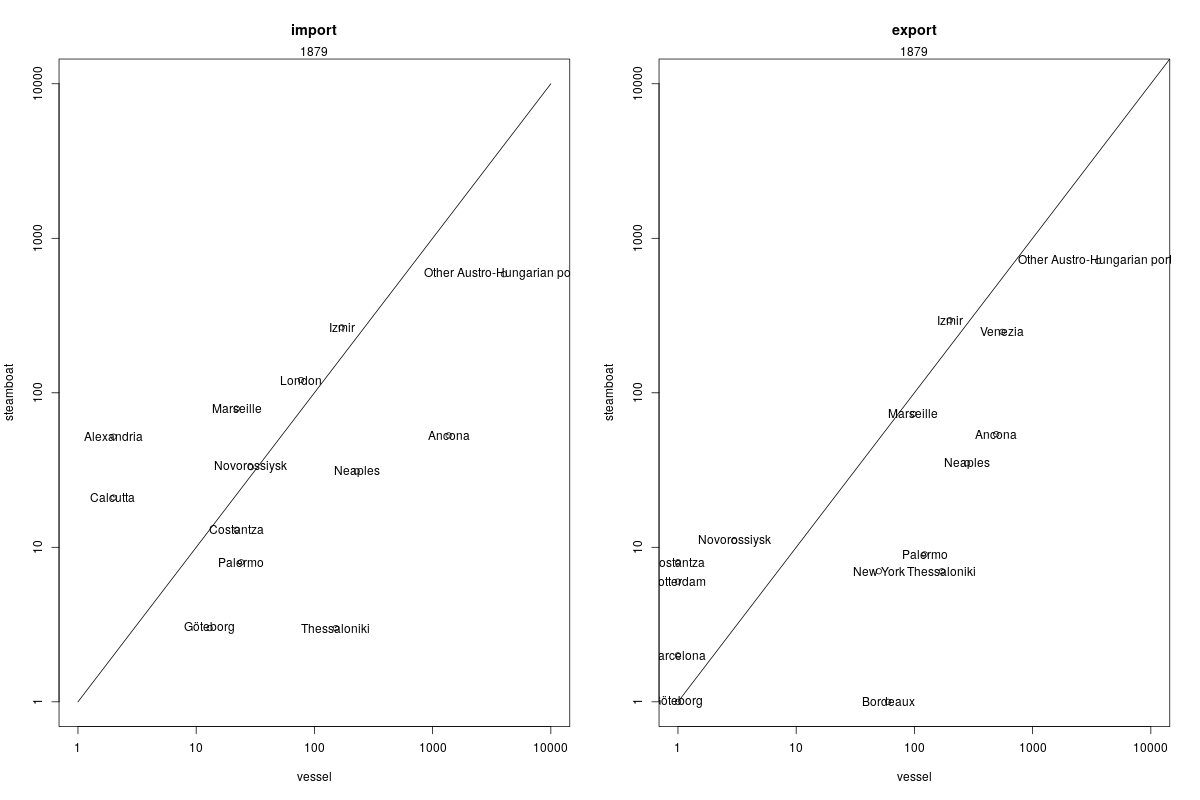 import
1879
10000
1000
100
10
1
steamboat
Other Austro-Hungarian po
Izmir
London
Marseille
Alexandria
Ancona
Novorossiysk
Neaples
Calcutta
Costantza
Palermo
Göteborg
Thessaloniki
1 10 100 1000 10000
vessel
export
1879
10000
1000
100
10
1
steamboat
Other Austro-Hungarian port
Izmir
Venezia
Marseille
Ancona
Neaples
Novorossiysk
Palermo
ostantza
New York Thessaloniki
otterdam
arcelona
öteborg
Bordeaux
1 10 100 1000 10000
vessel